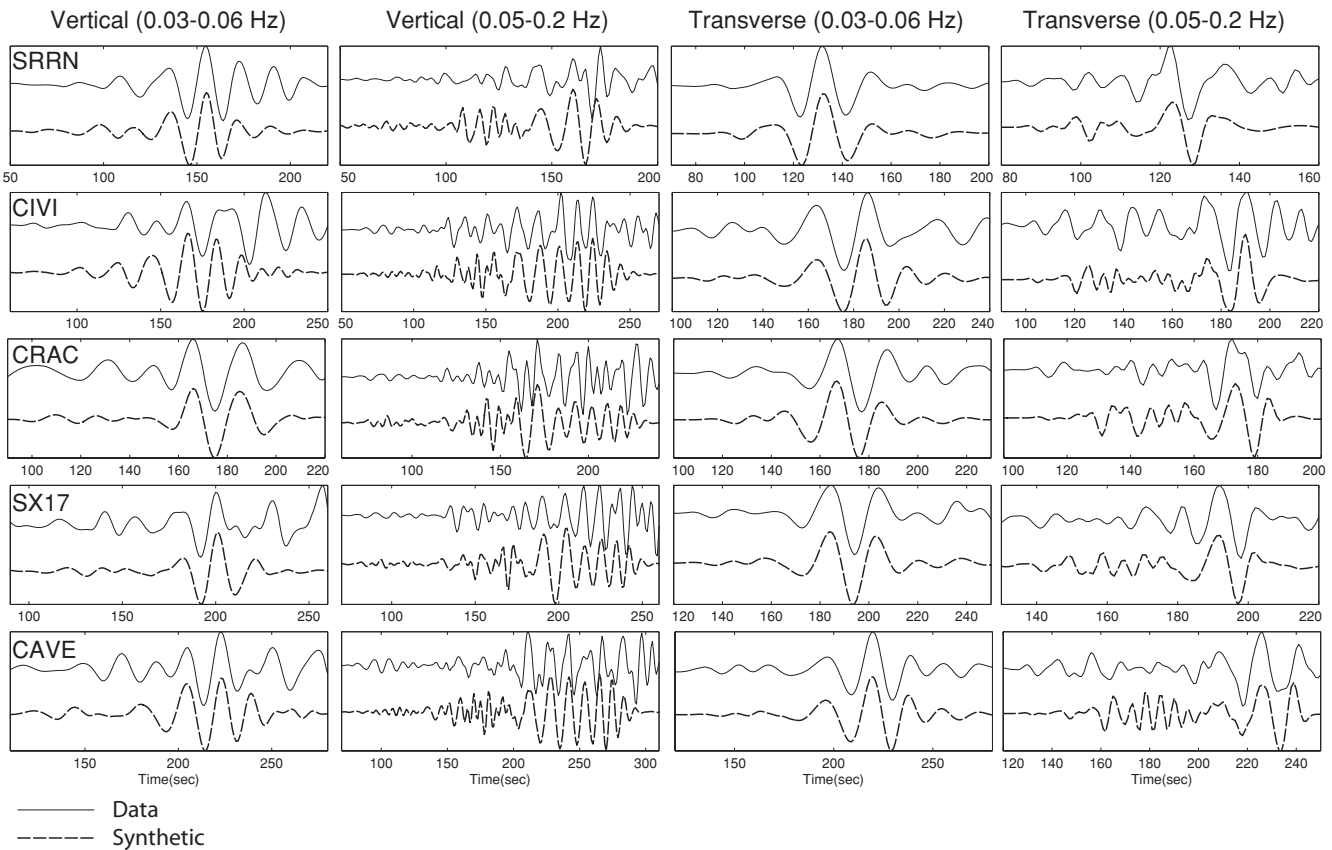 Vertical (0.03-0.06 Hz) Vertical (0.05-0.2 Hz) Transverse (0.03-0.06 Hz) Transverse (0.05-0.2 Hz)
SRRN
50 100 150 200 50 100 150 200 80 100 120 140 160 180 200 80 100 120 140 160
CIVI
100 150 200 250 50 100 150 200 250 100 120 140 160 180 200 220 240 100 120 140 160 180 200 220
CRAC
100 120 140 160 180 200 220 100 150 200 100 120 140 160 180 200 220 100 120 140 160 180 200
SX17
100 150 200 250 100 150 200 250 120 140 160 180 200 220 240 140 160 180 200 220
CAVE
150 200 250 100 150 200 250 300 150 200 250 120 140 160 180 200 220 240
Time(sec) Time(sec) Time(sec) Time(sec)
Data
Synthetic